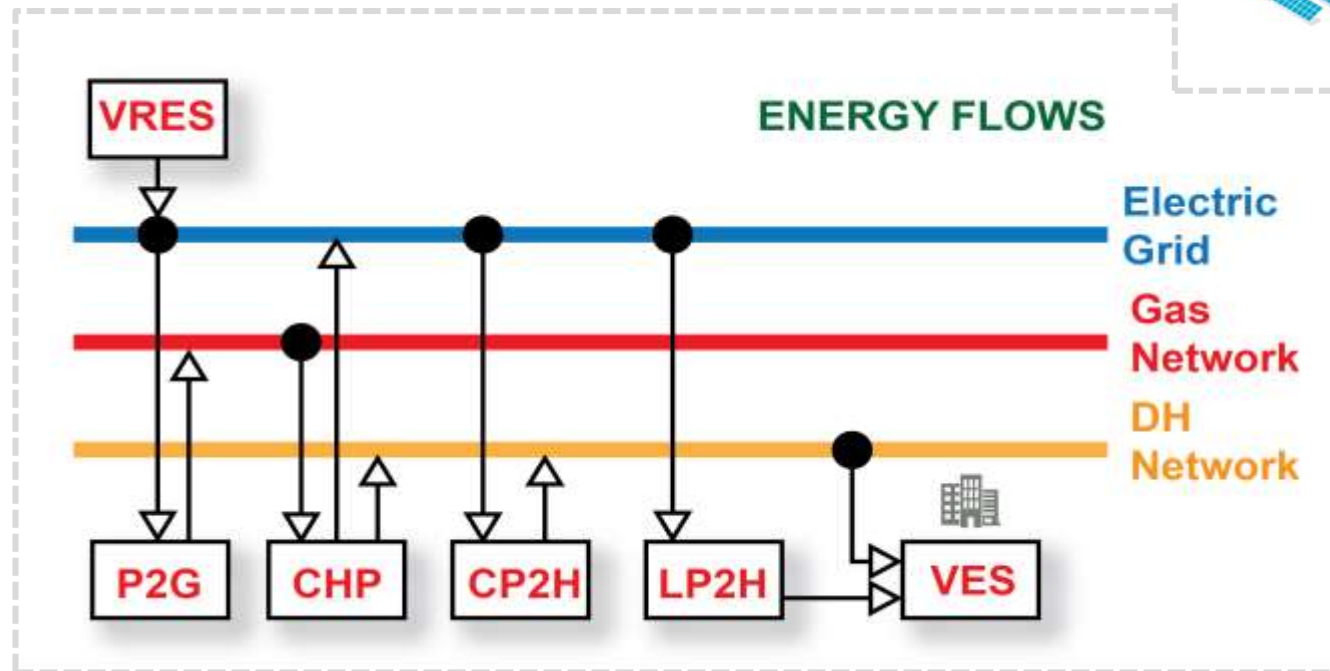 VRES
ENERGY FLOWS
Electric
Grid
Gas
Network
DH
Network
P2G
CHP
CP2H
LP2H
VES